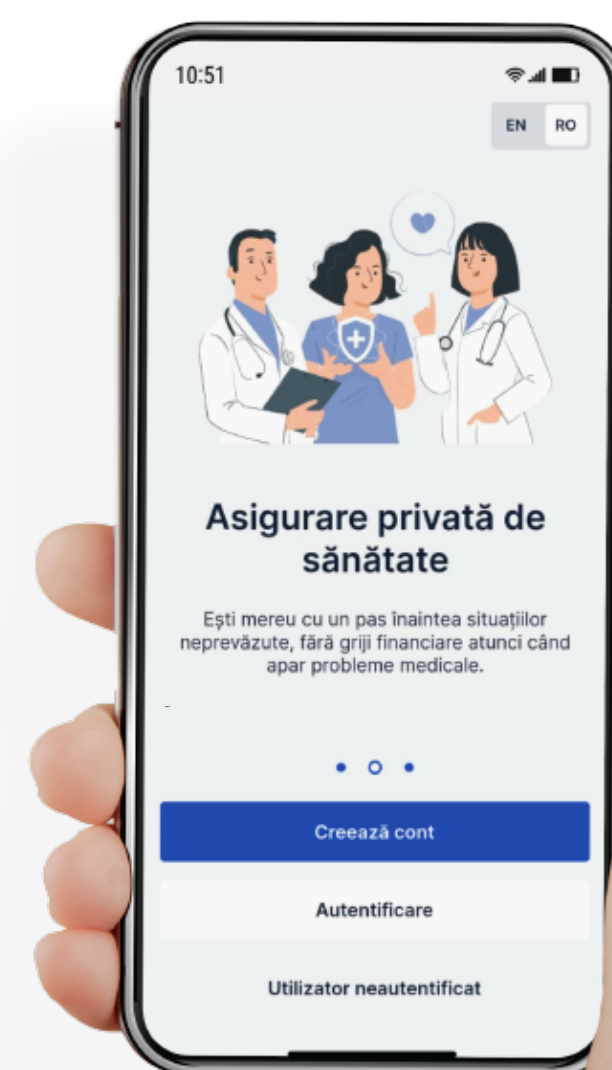 10:51
EN RO
Asigurare privată de
sănătate
Ești mereu cu un pas înaintea situațiilor
neprevăzute, fără griji financiare atunci când
apar probleme medicale.
Creează cont
Autentificare
Utilizator neautentificat